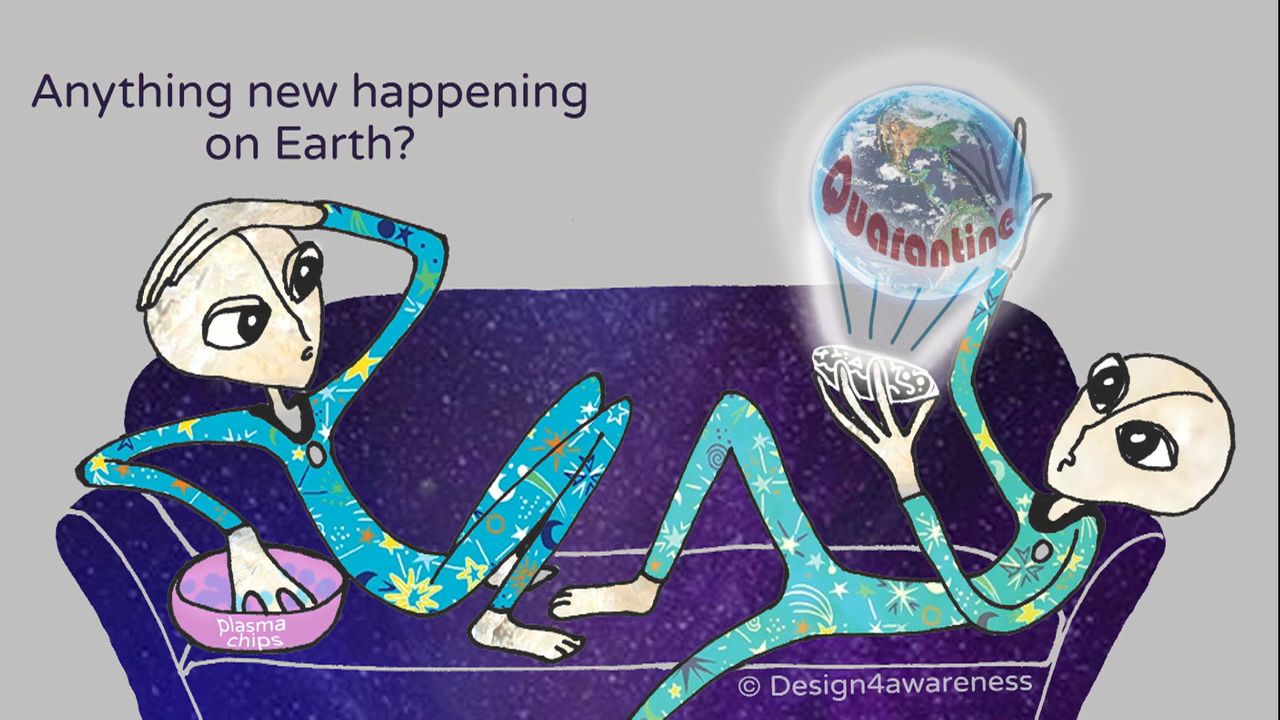 Anything new happening
on Earth?
Quarantine
plasma
chips
© Design4awareness